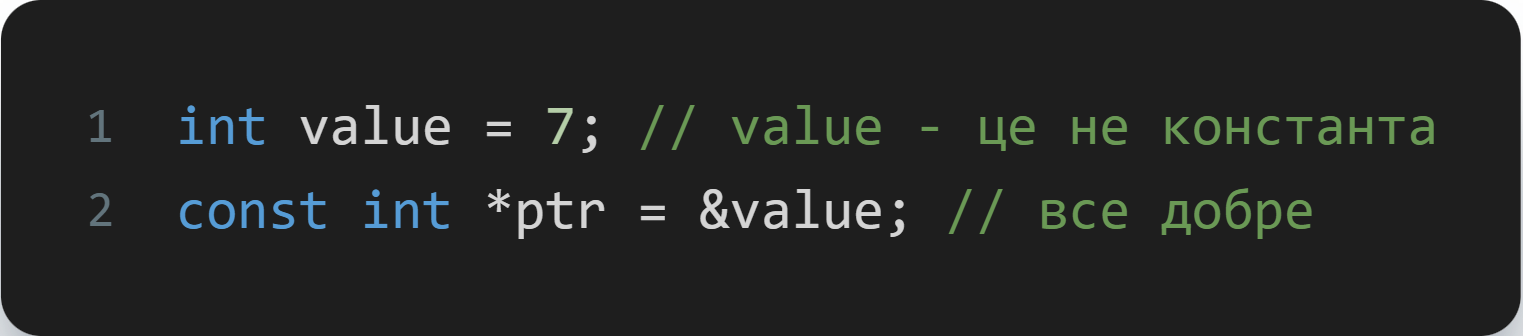 1 int value = 7; // value - це не константа
2 const int *ptr = &value; // все добре